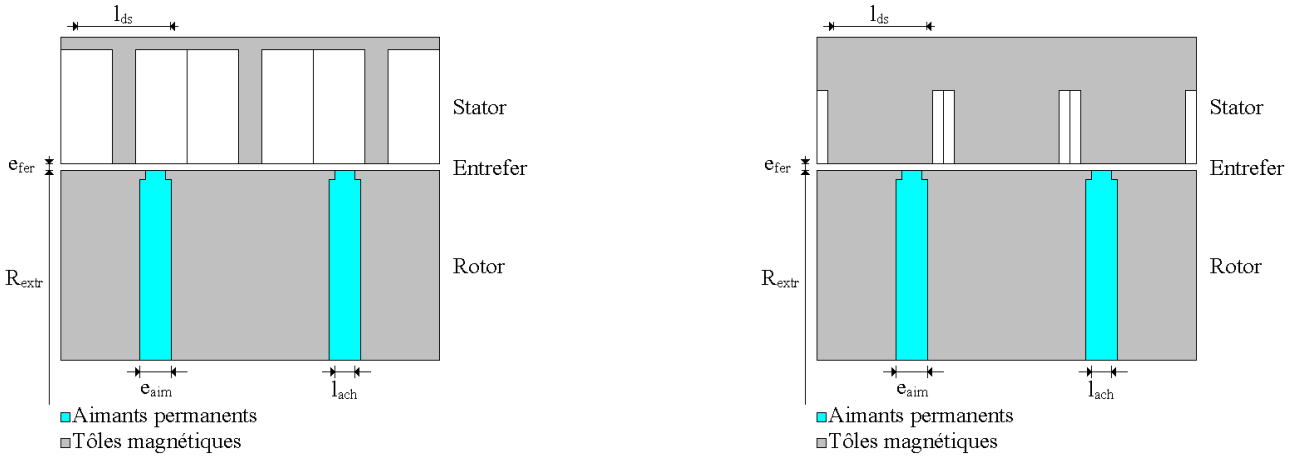 l_ds
Stator
e_fer
Entrefer
R_extr
Rotor
e_aim
l_ach
Aimants permanents
Tôles magnétiques
l_ds
Stator
e_fer
Entrefer
R_extr
Rotor
e_aim
l_ach
Aimants permanents
Tôles magnétiques